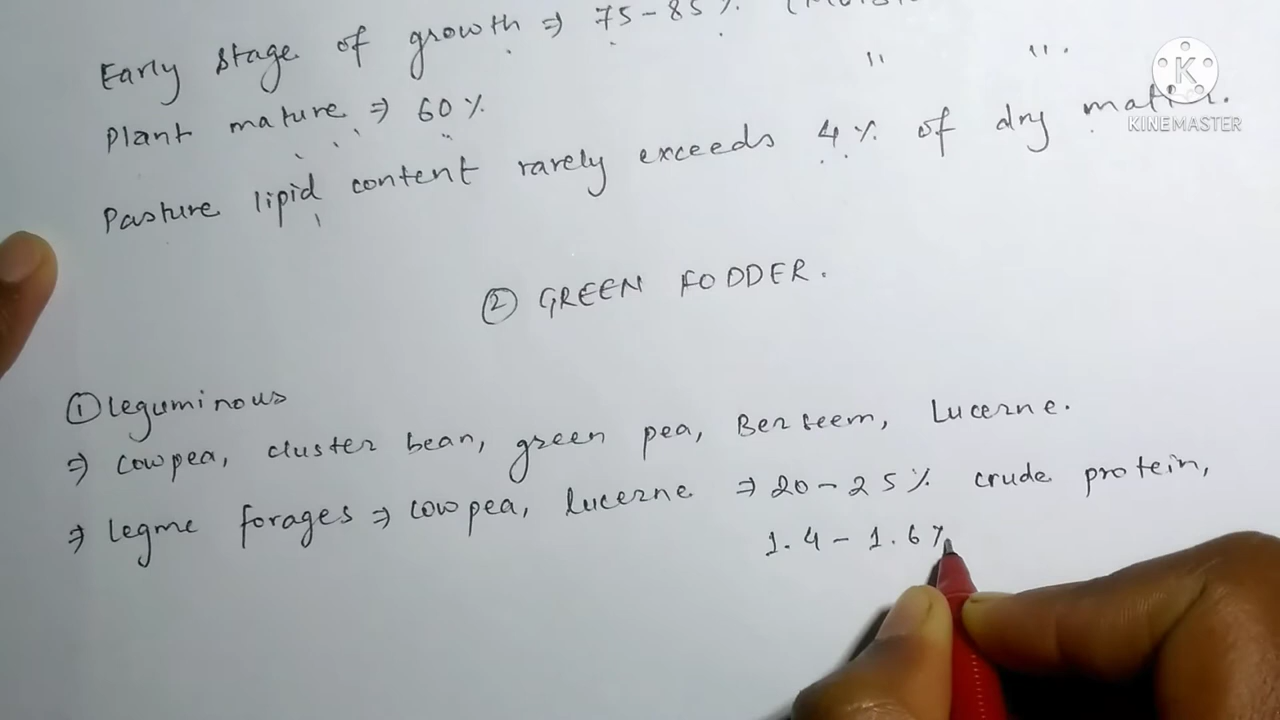 Early stage of growth ⇒ 75-85%
" "
Plant mature ⇒ 60%
Pasture lipid content rarely exceeds 4% of dry matter.
② GREEN FODDER.
① leguminous
⇒ cowpea, cluster bean, green pea, Berseem, Lucerne.
⇒ legme forages ⇒ cowpea, lucerne ⇒ 20-25% crude protein,
1.4-1.6%
K
KINEMASTER